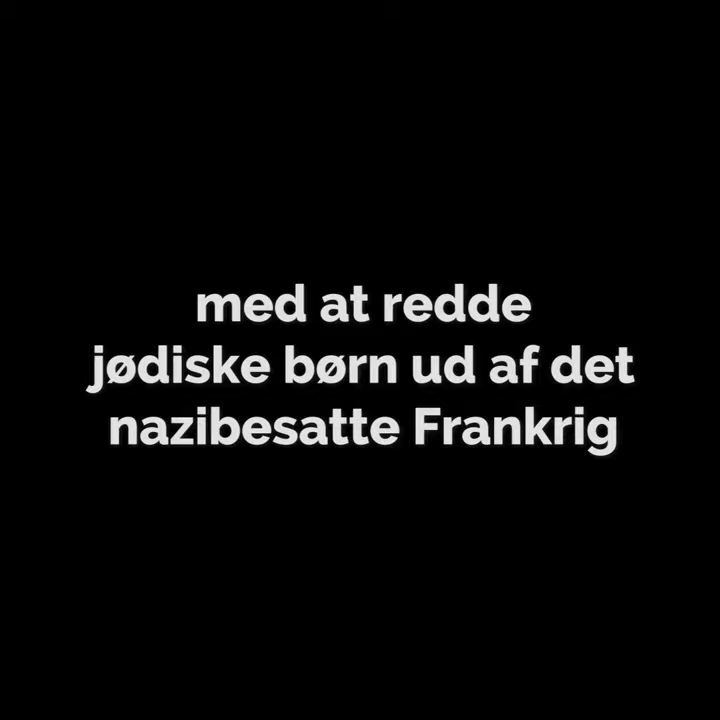 med at redde
jødiske børn ud af det
nazibesatte Frankrig